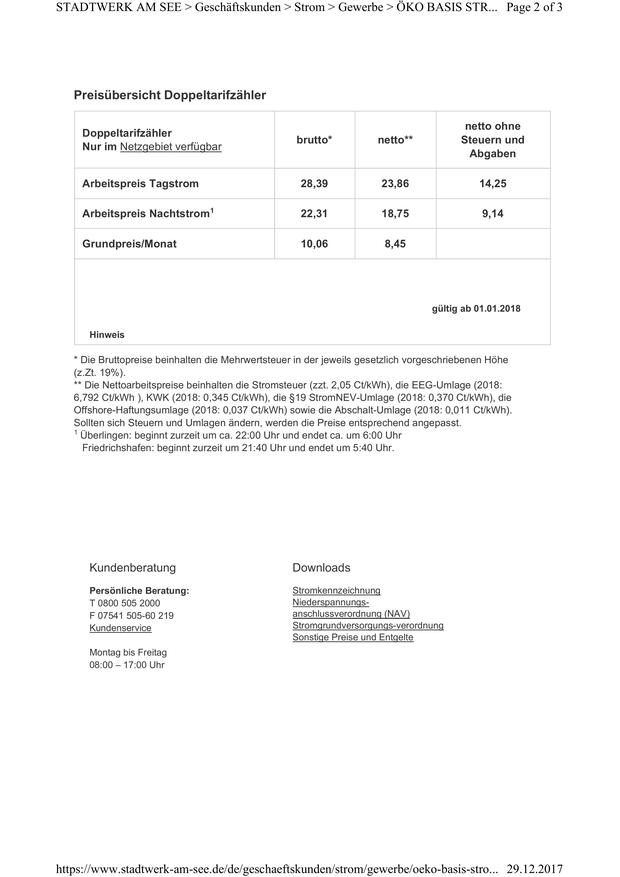 STADTWERK AM SEE > Geschäftskunden > Strom > Gewerbe > ÖKO BASIS STR... Page 2 of 3
Preisübersicht Doppeltarifzähler
Doppeltarifzähler
Nur im Netzgebiet verfügbar
brutto*
netto**
netto ohne
Steuern und
Abgaben
Arbeitspreis Tagstrom 28,39 23,86 14,25
Arbeitspreis Nachtstrom1 22,31 18,75 9,14
Grundpreis/Monat 10,06 8,45
gültig ab 01.01.2018
Hinweis
* Die Bruttopreise beinhalten die Mehrwertsteuer in der jeweils gesetzlich vorgeschriebenen Höhe
(z.Zt. 19%).
** Die Nettoarbeitspreise beinhalten die Stromsteuer (zzt. 2,05 Ct/kWh), die EEG-Umlage (2018:
6,792 Ct/kWh ), KWK (2018: 0,345 Ct/kWh), die §19 StromNEV-Umlage (2018: 0,370 Ct/kWh), die
Offshore-Haftungsumlage (2018: 0,037 Ct/kWh) sowie die Abschalt-Umlage (2018: 0,011 Ct/kWh).
Sollten sich Steuern und Umlagen ändern, werden die Preise entsprechend angepasst.
1 Überlingen: beginnt zurzeit um ca. 22:00 Uhr und endet ca. um 6:00 Uhr
Friedrichshafen: beginnt zurzeit um 21:40 Uhr und endet um 5:40 Uhr.
Kundenberatung
Persönliche Beratung:
T 0800 505 2000
F 07541 505-60 219
Kundenservice
Montag bis Freitag
08:00 – 17:00 Uhr
Downloads
Stromkennzeichnung
Niederspannungs-
anschlussverordnung (NAV)
Stromgrundversorgungs-verordnung
Sonstige Preise und Entgelte
https://www.stadtwerk-am-see.de/de/geschaeftskunden/strom/gewerbe/oeko-basis-stro... 29.12.2017